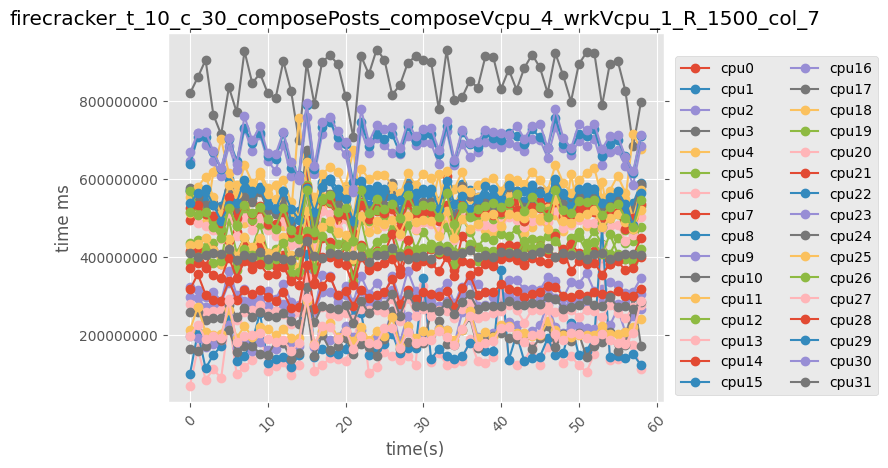 firecracker_t_10_c_30_composePosts_composeVcpu_4_wrkVcpu_1_R_1500_col_7
time ms
800000000
600000000
400000000
200000000
0
10
20
30
40
50
60
time(s)
cpu0
cpu1
cpu2
cpu3
cpu4
cpu5
cpu6
cpu7
cpu8
cpu9
cpu10
cpu11
cpu12
cpu13
cpu14
cpu15
cpu16
cpu17
cpu18
cpu19
cpu20
cpu21
cpu22
cpu23
cpu24
cpu25
cpu26
cpu27
cpu28
cpu29
cpu30
cpu31